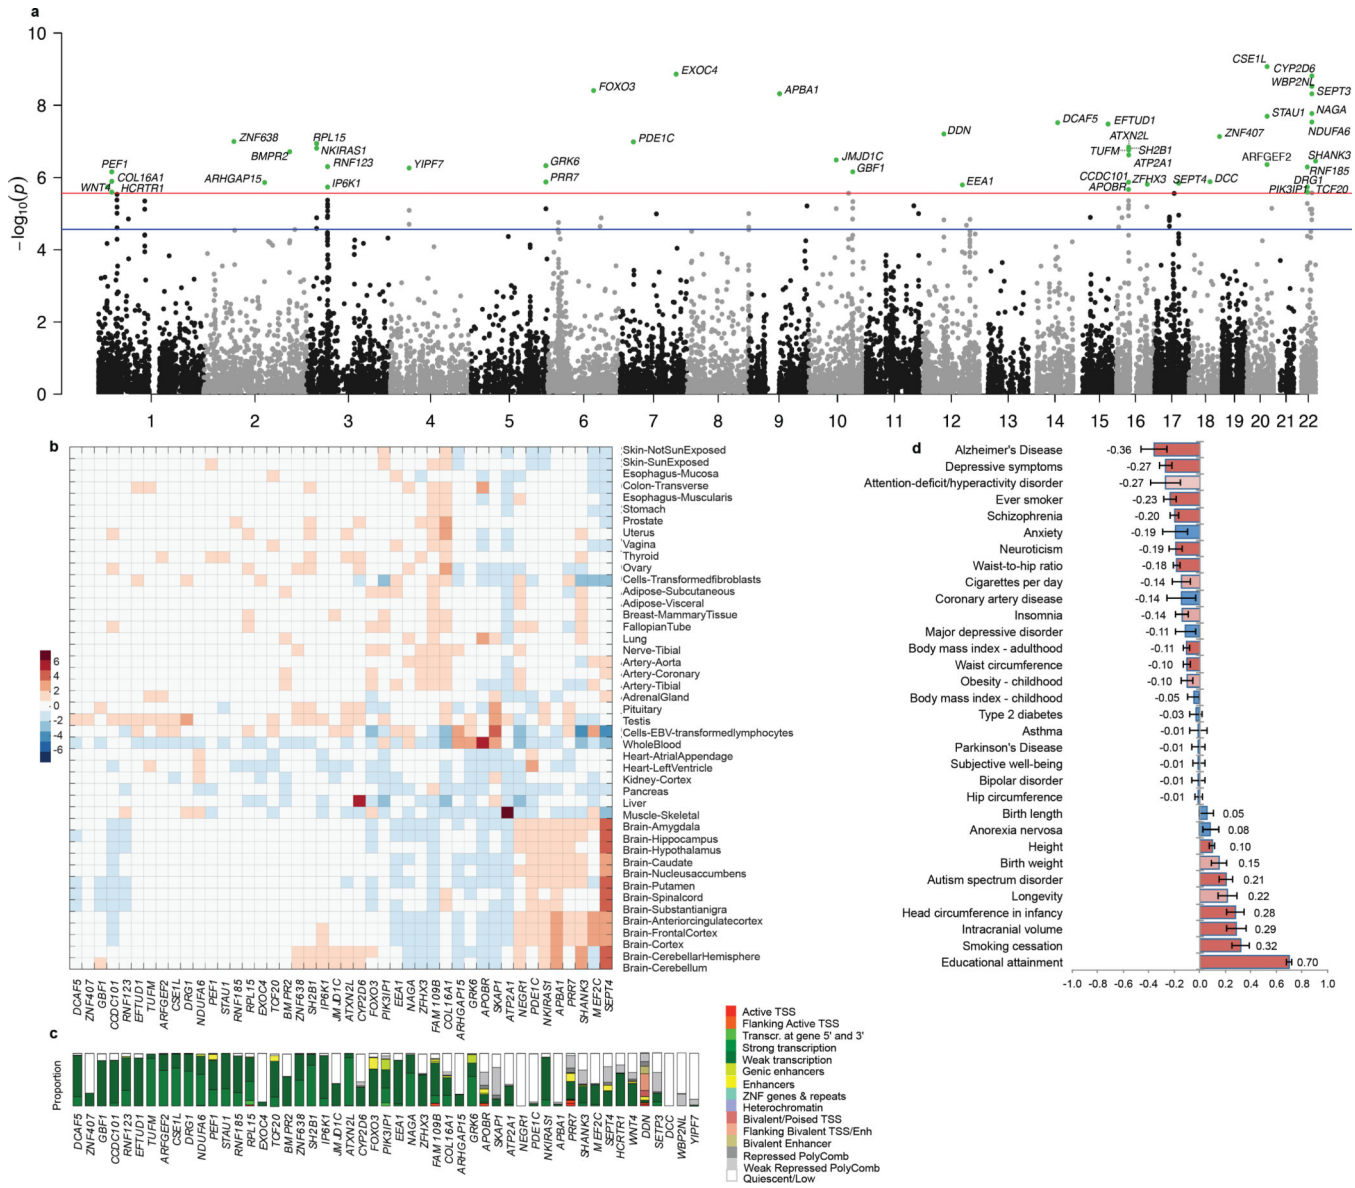 a
10
8
6
4
2
0
−log10(p)
CSE1L
CYP2D6
WBP2NL
SEPT3
EXOC4
FOXO3
APBA1
STAU1
NAGA
NDUFA6
DCAF5
EFTUD1
ZNF638
RPL15
NKIRAS1
BMPR2
PDE1C
DDN
ATXN2L
TUFM
SH2B1
ATP2A1
ZNF407
PEF1
RNF123
YIPF7
GRK6
JMJD1C
GBF1
ARFGEF2
SHANK3
RNF185
COL16A1
WNT4
HCRTR1
ARHGAP15
IP6K1
PRR7
EEA1
CCDC101
APOBR
ZFHX3
SEPT4
DCC
DRG1
PIK3IP1
TCF20
1 2 3 4 5 6 7 8 9 10 11 12 13 14 15 16 17 18 19 20 21 22
b
Skin-NotSunExposed
Skin-SunExposed
Esophagus-Mucosa
Colon-Transverse
Esophagus-Muscularis
Stomach
Prostate
Uterus
Vagina
Thyroid
Ovary
Cells-Transformedfibroblasts
Adipose-Subcutaneous
Adipose-Visceral
Breast-MammaryTissue
FallopianTube
Lung
Nerve-Tibial
Artery-Aorta
Artery-Coronary
Artery-Tibial
AdrenalGland
Pituitary
Testis
Cells-EBV-transformedlymphocytes
WholeBlood
Heart-AtrialAppendage
Heart-LeftVentricle
Kidney-Cortex
Pancreas
Liver
Muscle-Skeletal
Brain-Amygdala
Brain-Hippocampus
Brain-Hypothalamus
Brain-Caudate
Brain-Nucleusaccumbens
Brain-Putamen
Brain-Spinalcord
Brain-Substantianigra
Brain-Anteriorcingulatecortex
Brain-FrontalCortex
Brain-Cortex
Brain-CerebellarHemisphere
Brain-Cerebellum
6
4
2
0
-2
-4
-6
DCAF5 ZNF407 GBF1 CCDC101 RNF123 EFTUD1 TUFM ARFGEF2 CSE1L DRG1 NDUFA6 PEF1 STAU1 RNF185 RPL15 EXOC4 TCF20 BMPR2 ZNF638 SH2B1 IP6K1 JMJD1C ATXN2L CYP2D6 FOXO3 PIK3IP1 EEA1 NAGA ZFHX3 FAM109B COL16A1 ARHGAP15 GRK6 APOBR SKAP1 ATP2A1 NEGR1 PDE1C NKIRAS1 APBA1 PRR7 SHANK3 MEF2C SEPT4
c
Proportion
DCAF5 ZNF407 GBF1 CCDC101 RNF123 EFTUD1 TUFM ARFGEF2 CSE1L DRG1 NDUFA6 PEF1 STAU1 RNF185 RPL15 EXOC4 TCF20 BMPR2 ZNF638 SH2B1 IP6K1 JMJD1C ATXN2L CYP2D6 FOXO3 PIK3IP1 EEA1 NAGA ZFHX3 FAM109B COL16A1 ARHGAP15 GRK6 APOBR SKAP1 ATP2A1 NEGR1 PDE1C NKIRAS1 APBA1 PRR7 SHANK3 MEF2C SEPT4 HCRTR1 WNT4 DDN SETP3 DCC WBP2NL YIPF7
Active TSS
Flanking Active TSS
Transcr. at gene 5' and 3'
Strong transcription
Weak transcription
Genic enhancers
Enhancers
ZNF genes & repeats
Heterochromatin
Bivalent/Poised TSS
Flanking Bivalent TSS/Enh
Bivalent Enhancer
Repressed PolyComb
Weak Repressed PolyComb
Quiescent/Low
d
Alzheimer's Disease -0.36
Depressive symptoms -0.27
Attention-deficit/hyperactivity disorder -0.27
Ever smoker -0.23
Schizophrenia -0.20
Anxiety -0.19
Neuroticism -0.19
Waist-to-hip ratio -0.18
Cigarettes per day -0.14
Coronary artery disease -0.14
Insomnia -0.14
Major depressive disorder -0.11
Body mass index - adulthood -0.11
Waist circumference -0.10
Obesity - childhood -0.10
Body mass index - childhood -0.05
Type 2 diabetes -0.03
Asthma -0.01
Parkinson's Disease -0.01
Subjective well-being -0.01
Bipolar disorder -0.01
Hip circumference -0.01
Birth length 0.05
Anorexia nervosa 0.08
Height 0.10
Birth weight 0.15
Autism spectrum disorder 0.21
Longevity 0.22
Head circumference in infancy 0.28
Intracranial volume 0.29
Smoking cessation 0.32
Educational attainment 0.70
-1.0 -0.8 -0.6 -0.4 -0.2 0.0 0.2 0.4 0.6 0.8 1.0